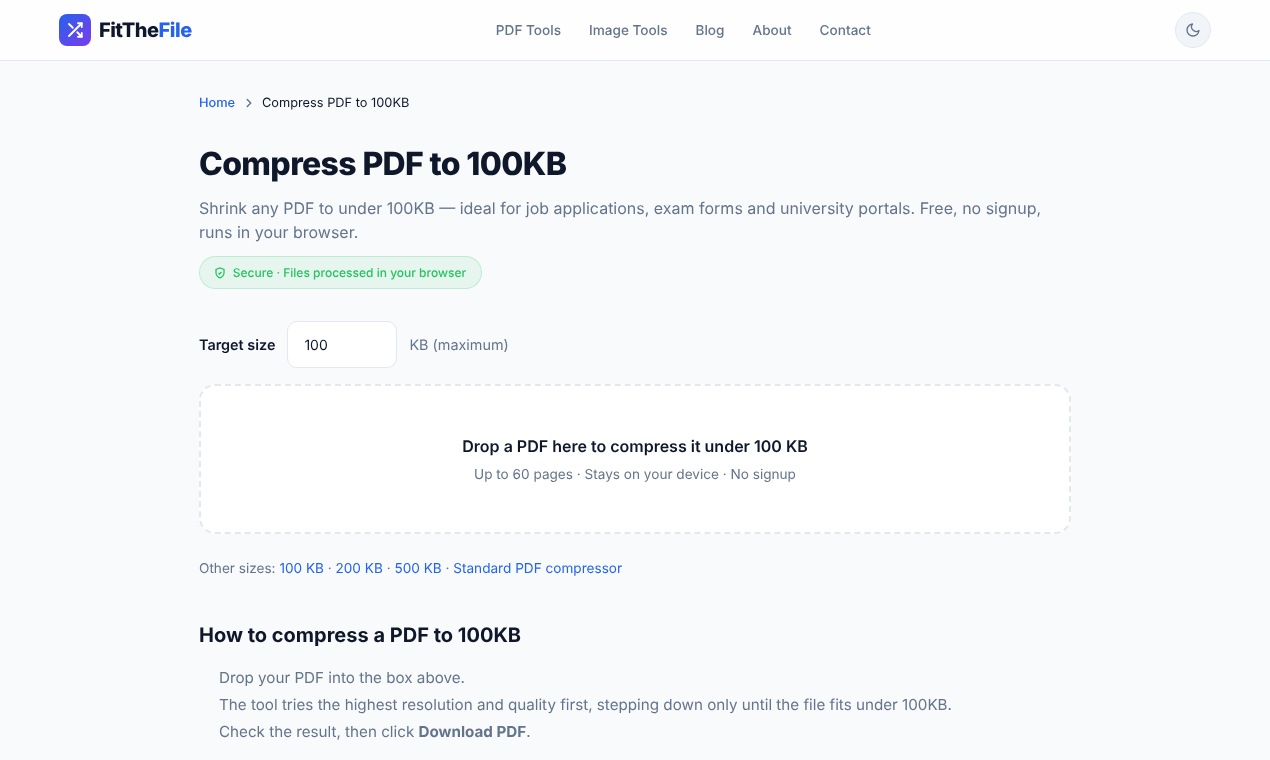 FitTheFile
PDF Tools
Image Tools
Blog
About
Contact
Home
Compress PDF to 100KB
Compress PDF to 100KB
Shrink any PDF to under 100KB — ideal for job applications, exam forms and university portals. Free, no signup,
runs in your browser.
Secure · Files processed in your browser
Target size
100
KB (maximum)
Drop a PDF here to compress it under 100 KB
Up to 60 pages · Stays on your device · No signup
Other sizes: 100 KB · 200 KB · 500 KB · Standard PDF compressor
How to compress a PDF to 100KB
Drop your PDF into the box above.
The tool tries the highest resolution and quality first, stepping down only until the file fits under 100KB.
Check the result, then click Download PDF.